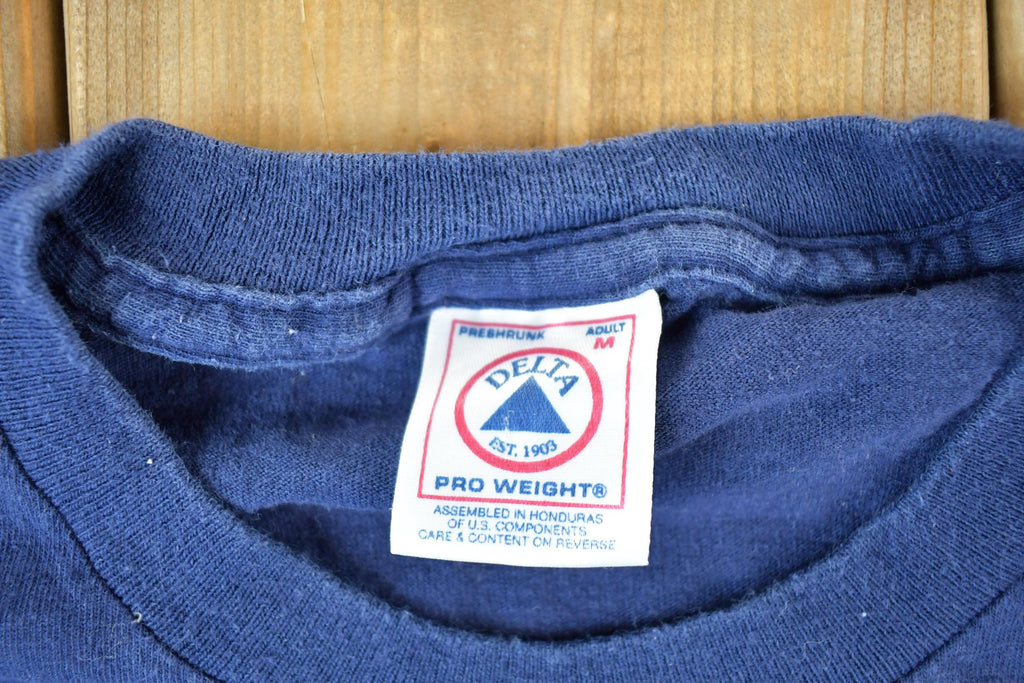 PRESHRUNK ADULT
M
DELTA
EST. 1903
PRO WEIGHT®
ASSEMBLED IN HONDURAS
OF U.S. COMPONENTS
CARE & CONTENT ON REVERSE